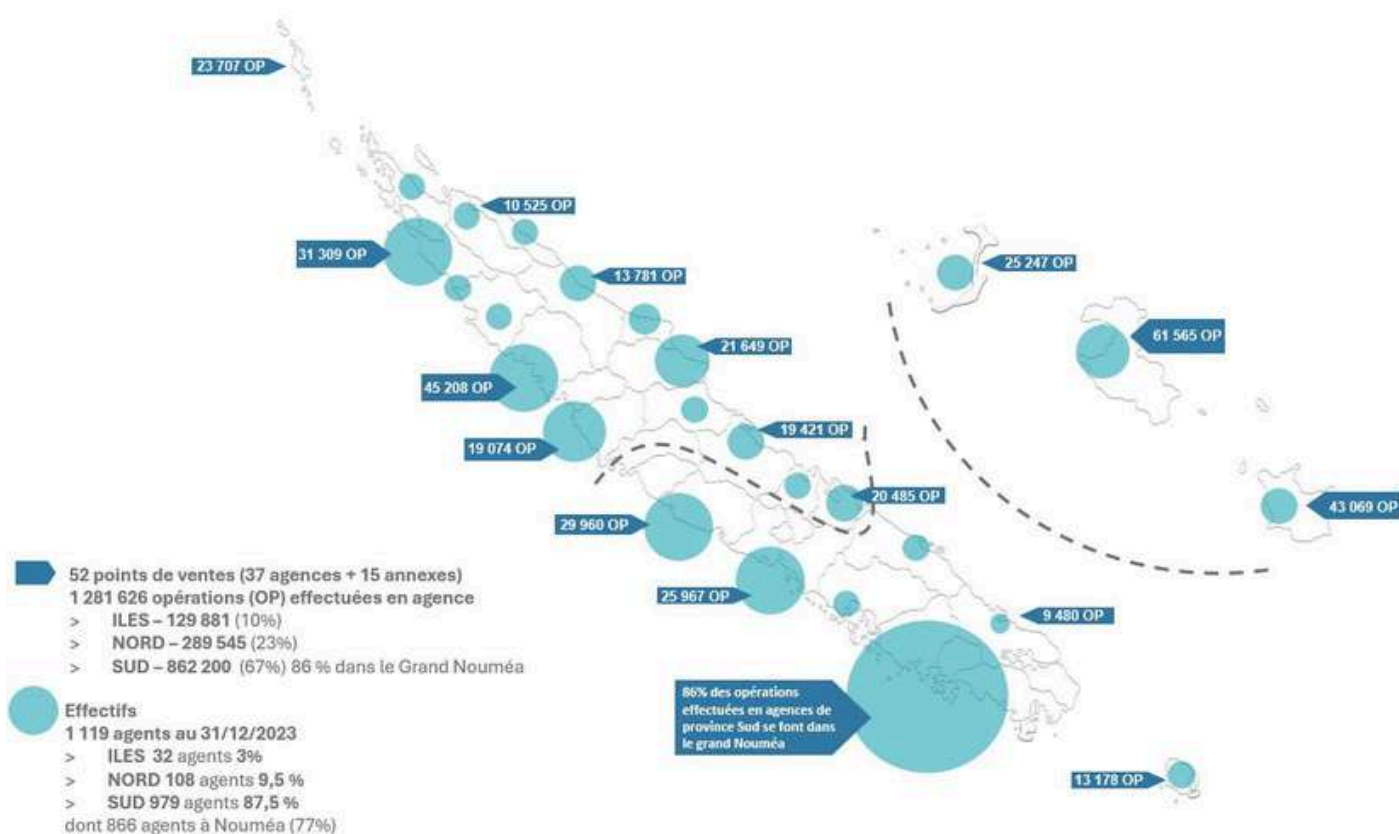 23 707 OP
10 525 OP
31 309 OP
13 781 OP
25 247 OP
21 649 OP
61 565 OP
45 208 OP
19 421 OP
19 074 OP
20 485 OP
43 069 OP
29 960 OP
25 967 OP
9 480 OP
86% des opérations
effectuées en agences de
province Sud se font dans
le grand Nouméa
13 178 OP
52 points de ventes (37 agences + 15 annexes)
1 281 626 opérations (OP) effectuées en agence
> ILES – 129 881 (10%)
> NORD – 289 545 (23%)
> SUD – 862 200 (67%) 86 % dans le Grand Nouméa
Effectifs
1 119 agents au 31/12/2023
> ILES 32 agents 3%
> NORD 108 agents 9,5 %
> SUD 979 agents 87,5 %
dont 866 agents à Nouméa (77%)